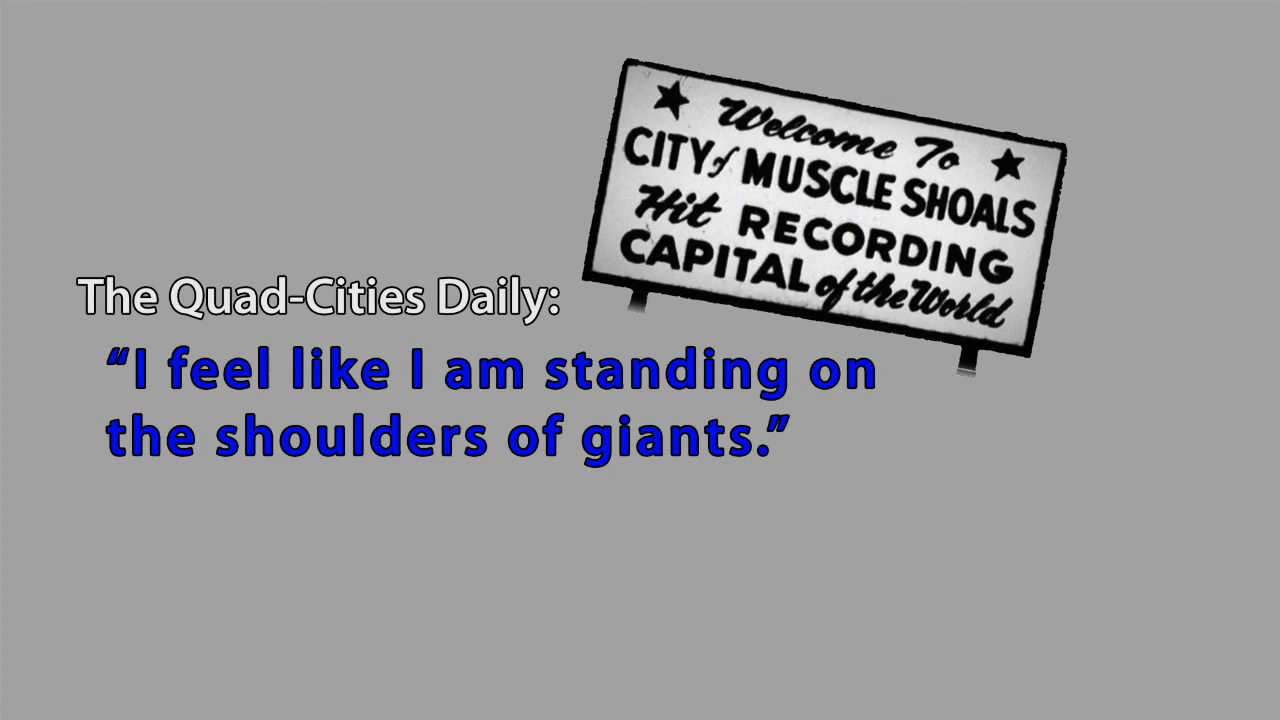 Welcome To
CITY of MUSCLE SHOALS
Hit RECORDING
CAPITAL of the World
The Quad-Cities Daily:
“I feel like I am standing on
the shoulders of giants.”